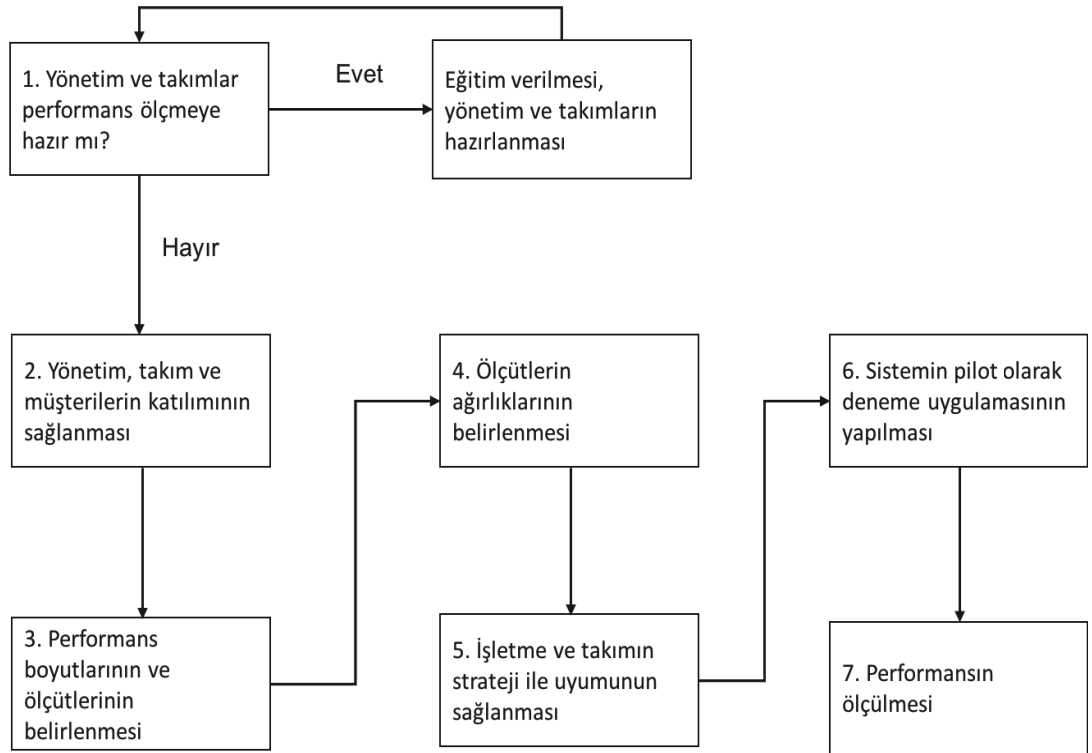 1. Yönetim ve takımlar
performans ölçmeye
hazır mı?
Evet
Eğitim verilmesi,
yönetim ve takımların
hazırlanması
Hayır
2. Yönetim, takım ve
müşterilerin katılımının
sağlanması
3. Performans
boyutlarının ve
ölçütlerinin
belirlenmesi
4. Ölçütlerin
ağırlıklarının
belirlenmesi
5. İşletme ve takımın
strateji ile uyumunun
sağlanması
6. Sistemin pilot olarak
deneme uygulamasının
yapılması
7. Performansın
ölçülmesi